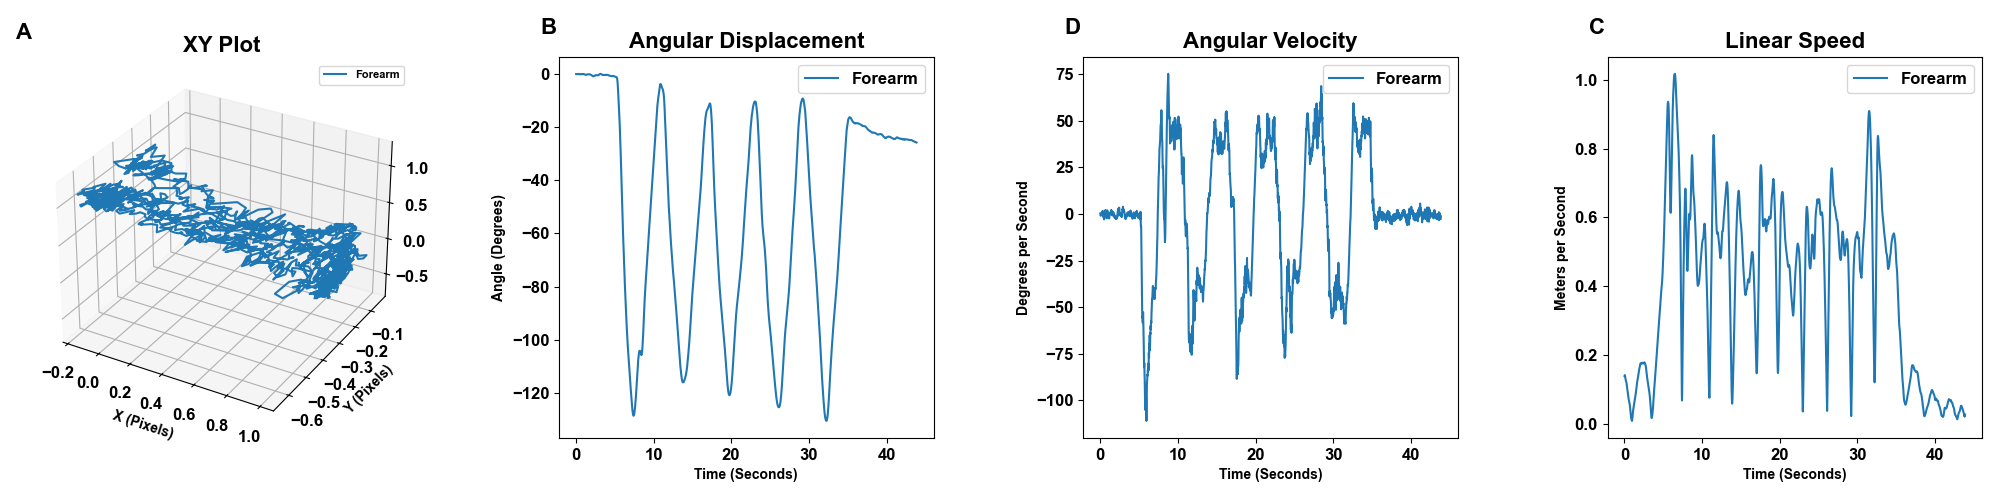 A
XY Plot
Forearm
1.0
0.5
0.0
−0.5
−0.1
−0.2
−0.3
−0.4
−0.5
−0.6
Y (Pixels)
−0.2
0.0
0.2
0.4
0.6
0.8
1.0
X (Pixels)
B
Angular Displacement
Forearm
0
−20
−40
−60
−80
−100
−120
Angle (Degrees)
0
10
20
30
40
Time (Seconds)
D
Angular Velocity
Forearm
75
50
25
0
−25
−50
−75
−100
Degrees per Second
0
10
20
30
40
Time (Seconds)
C
Linear Speed
Forearm
1.0
0.8
0.6
0.4
0.2
0.0
Meters per Second
0
10
20
30
40
Time (Seconds)